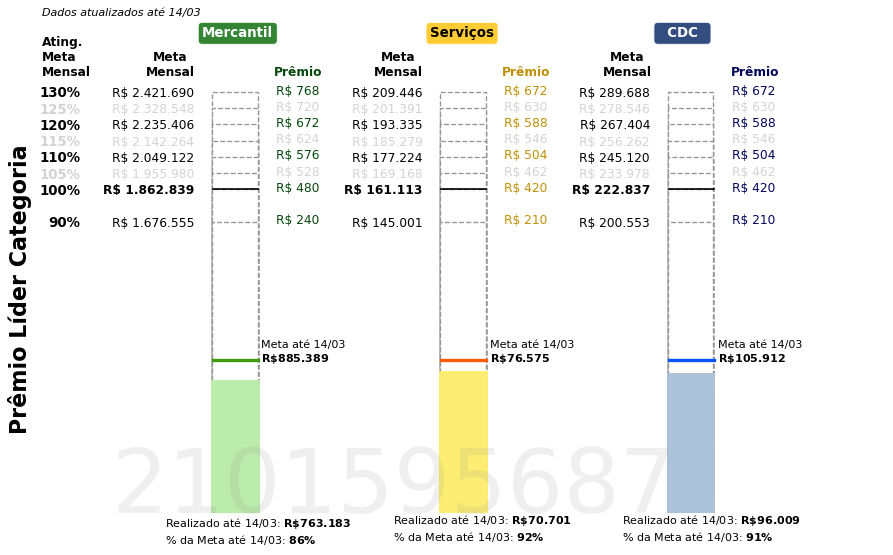 Dados atualizados até 14/03
Mercantil Serviços CDC
Ating.
Meta Meta Meta Meta
Mensal Mensal Prêmio Mensal Prêmio Mensal Prêmio
130% R$ 2.421.690 R$ 768 R$ 209.446 R$ 672 R$ 289.688 R$ 672
125% R$ 2.328.548 R$ 720 R$ 201.391 R$ 630 R$ 278.546 R$ 630
120% R$ 2.235.406 R$ 672 R$ 193.335 R$ 588 R$ 267.404 R$ 588
115% R$ 2.142.264 R$ 624 R$ 185.279 R$ 546 R$ 256.262 R$ 546
110% R$ 2.049.122 R$ 576 R$ 177.224 R$ 504 R$ 245.120 R$ 504
105% R$ 1.955.980 R$ 528 R$ 169.168 R$ 462 R$ 233.978 R$ 462
100% R$ 1.862.839 R$ 480 R$ 161.113 R$ 420 R$ 222.837 R$ 420
90% R$ 1.676.555 R$ 240 R$ 145.001 R$ 210 R$ 200.553 R$ 210
Prêmio Líder Categoria
Meta até 14/03 Meta até 14/03 Meta até 14/03
R$885.389 R$76.575 R$105.912
2101595687
Realizado até 14/03: R$763.183 Realizado até 14/03: R$70.701 Realizado até 14/03: R$96.009
% da Meta até 14/03: 86% % da Meta até 14/03: 92% % da Meta até 14/03: 91%